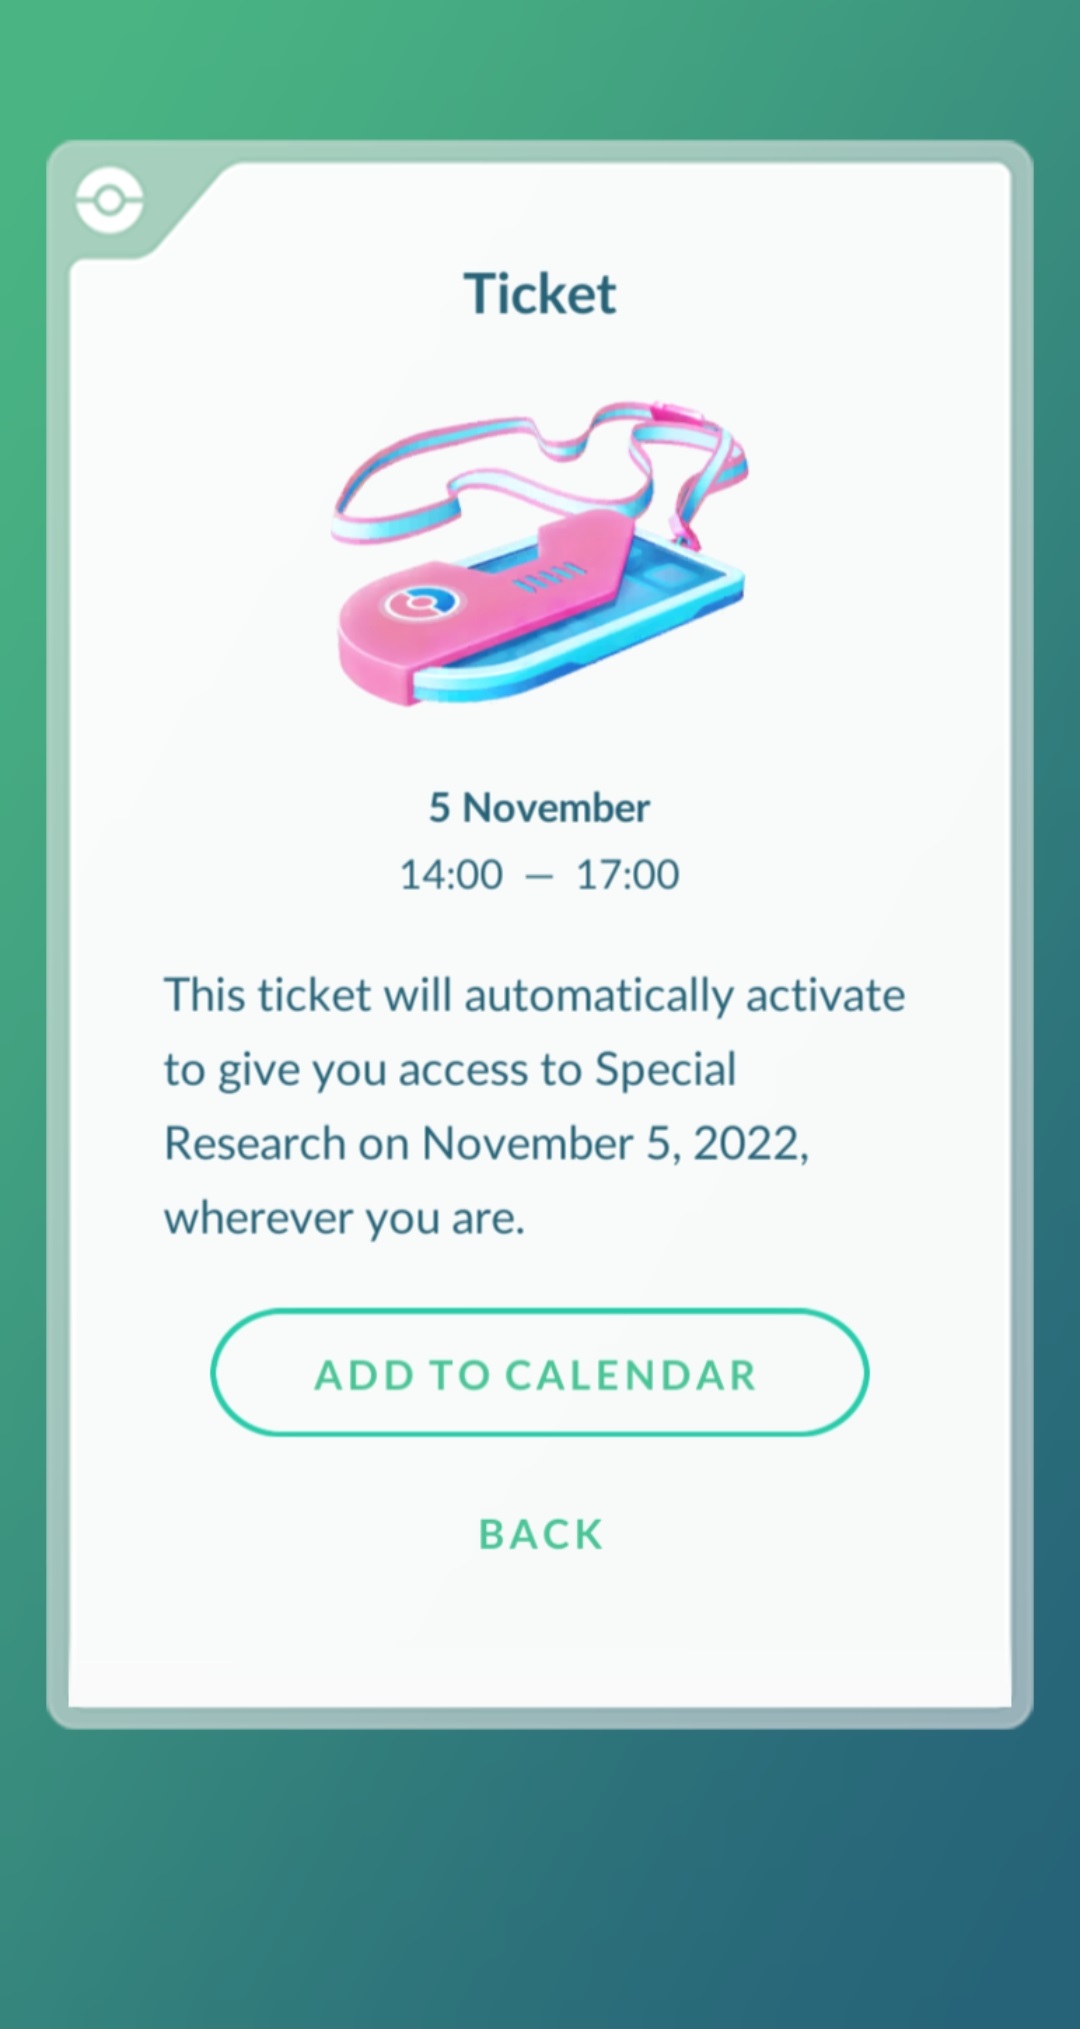 Ticket
5 November
14:00 — 17:00
This ticket will automatically activate
to give you access to Special
Research on November 5, 2022,
wherever you are.
ADD TO CALENDAR
BACK